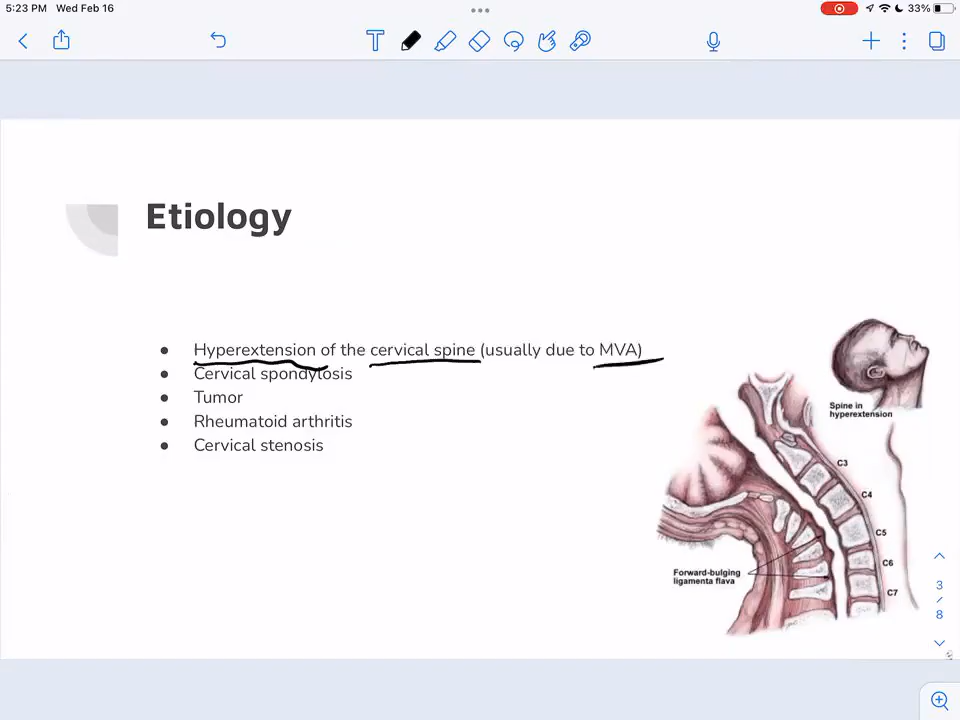 5:23 PM Wed Feb 16
33%
T
Etiology
● Hyperextension of the cervical spine (usually due to MVA)
● Cervical spondylosis
● Tumor
● Rheumatoid arthritis
● Cervical stenosis
Spine in
hyperextension
C3
C4
C5
C6
C7
Forward-bulging
ligamenta flava
3
/
8